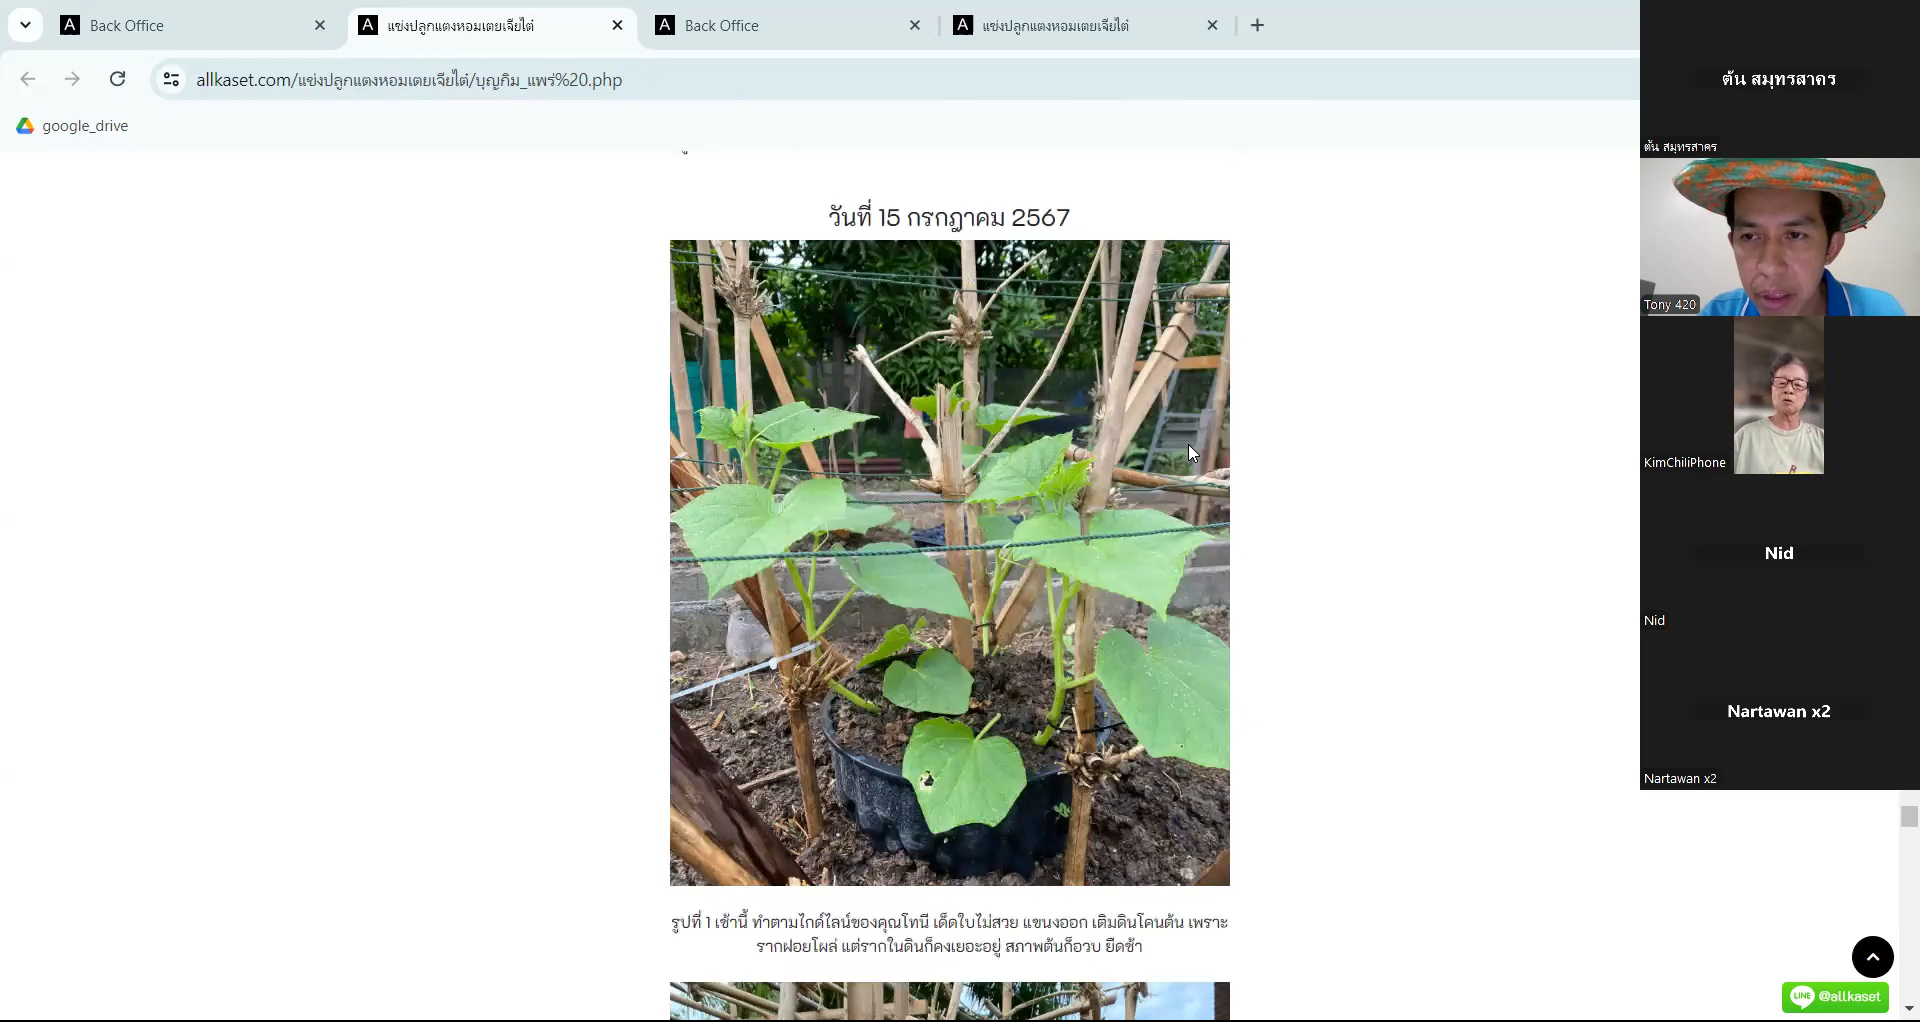 Back Office
แข่งปลูกแตงหอมเตยเจียไต๋
Back Office
แข่งปลูกแตงหอมเตยเจียไต๋
allkaset.com/แข่งปลูกแตงหอมเตยเจียไต๋/บุญกิม_แพร่%20.php
google_drive
วันที่ 15 กรกฎาคม 2567
รูปที่ 1 เช้านี้ ทำตามไกด์ไลน์ของคุณโทนี เด็ดใบไม่สวย แขนงออก เติมดินโคนต้น เพราะ
รากฝอยโผล่ แต่รากในดินก็คงเยอะอยู่ สภาพต้นก็อวบ ยืดช้า
ต้น สมุทรสาคร
ต้น สมุทรสาคร
Tony 420
KimChiliPhone
Nid
Nid
Nartawan x2
Nartawan x2
LINE @allkaset